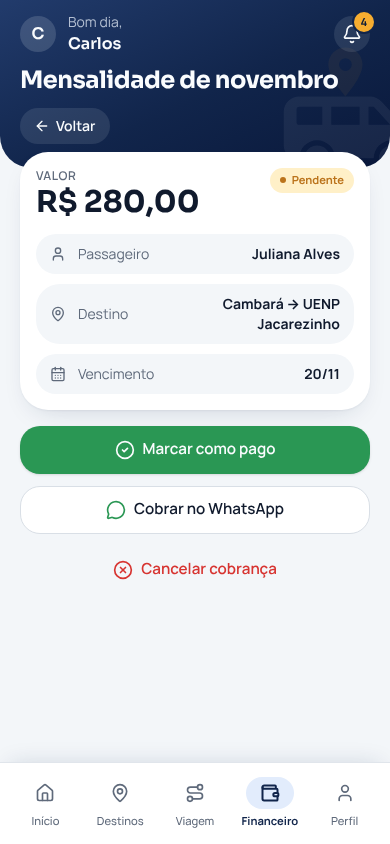 C
Bom dia,
Carlos
4
Mensalidade de novembro
Voltar
VALOR
R$ 280,00
Pendente
Passageiro
Juliana Alves
Destino
Cambará → UENP
Jacarezinho
Vencimento
20/11
Marcar como pago
Cobrar no WhatsApp
Cancelar cobrança
Início
Destinos
Viagem
Financeiro
Perfil